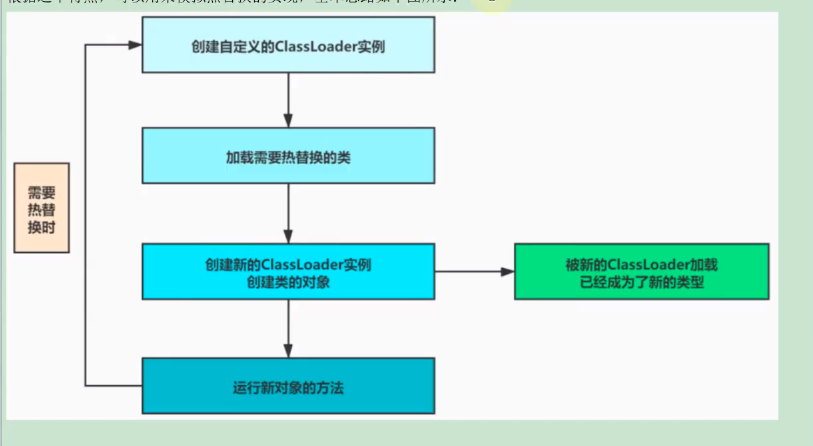 创建自定义的ClassLoader实例
加载需要热替换的类
需要
热替
换时
创建新的ClassLoader实例
创建类的对象
被新的ClassLoader加载
已经成为了新的类型
运行新对象的方法